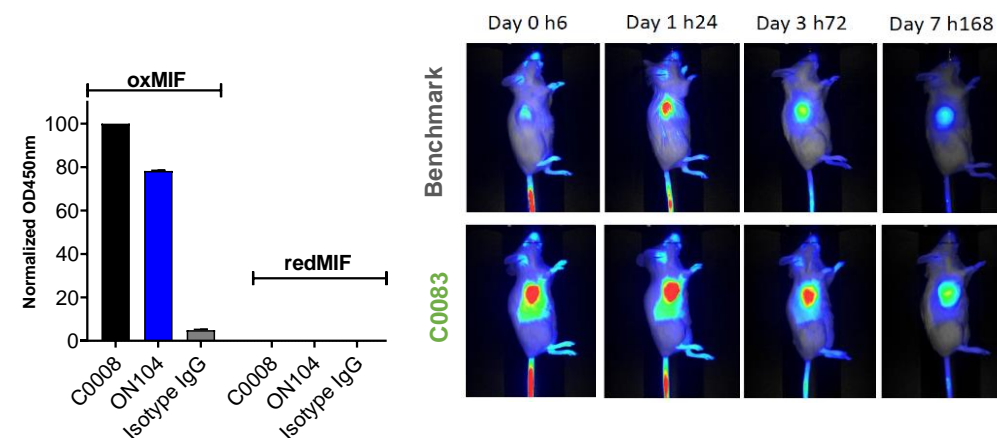 oxMIF
Normalized OD450nm
100
80
60
40
20
0
redMIF
C0008
ON104
Isotype IgG
C0008
ON104
Isotype IgG
Day 0 h6
Day 1 h24
Day 3 h72
Day 7 h168
Benchmark
C0083